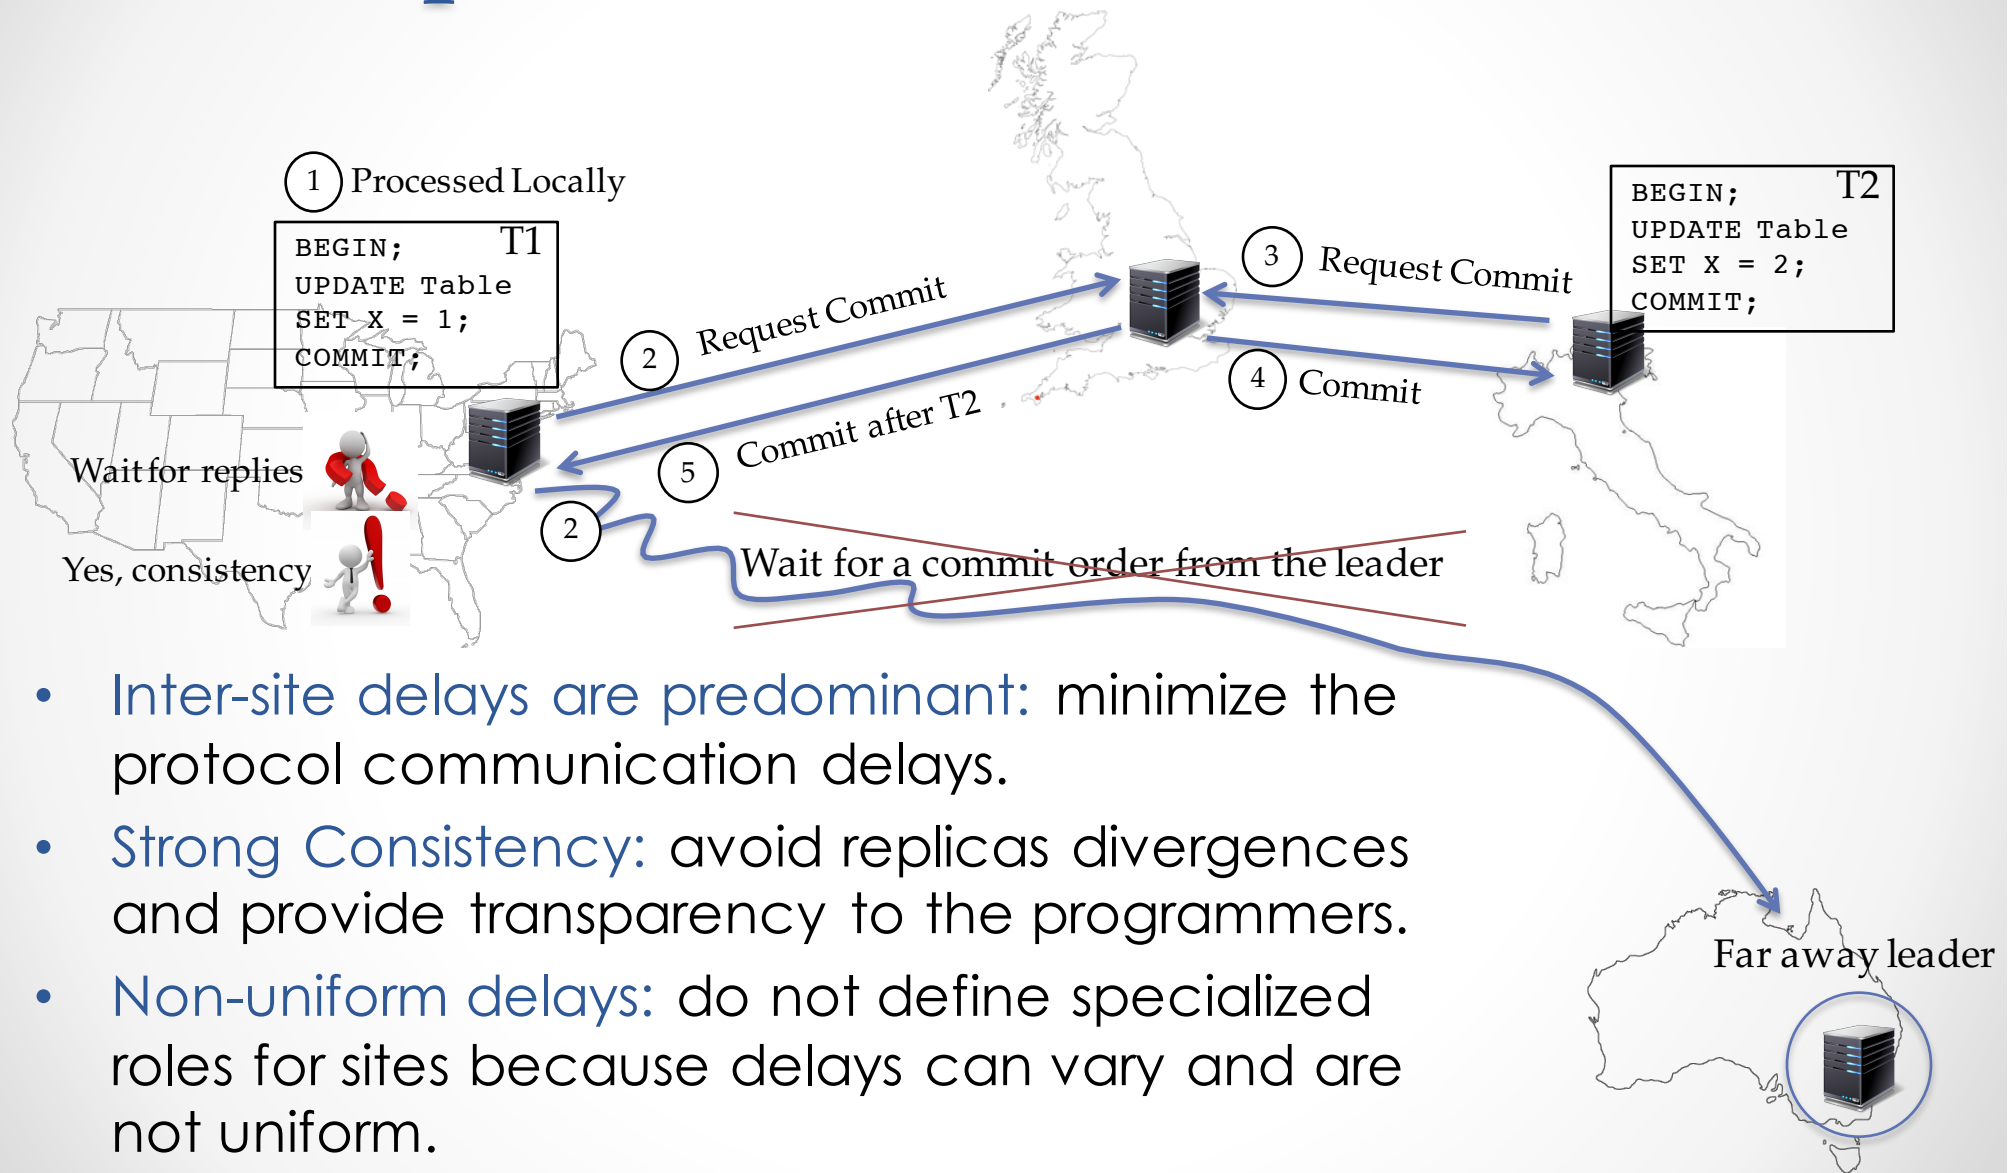 1 Processed Locally
T1
BEGIN;
UPDATE Table
SET X = 1;
COMMIT;
T2
BEGIN;
UPDATE Table
SET X = 2;
COMMIT;
2 Request Commit
3 Request Commit
4 Commit
5 Commit after T2
Wait for replies
2
Wait for a commit order from the leader
Yes, consistency
• Inter-site delays are predominant: minimize the
protocol communication delays.
• Strong Consistency: avoid replicas divergences
and provide transparency to the programmers.
Far away leader
• Non-uniform delays: do not define specialized
roles for sites because delays can vary and are
not uniform.